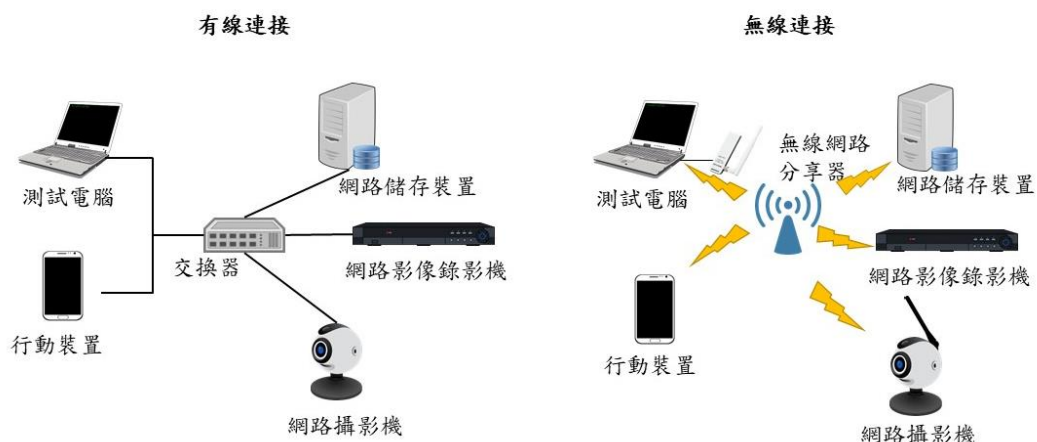 有線連接
測試電腦
網路儲存裝置
交換器
網路影像錄影機
行動裝置
網路攝影機
無線連接
測試電腦
無線網路
分享器
網路儲存裝置
網路影像錄影機
行動裝置
網路攝影機